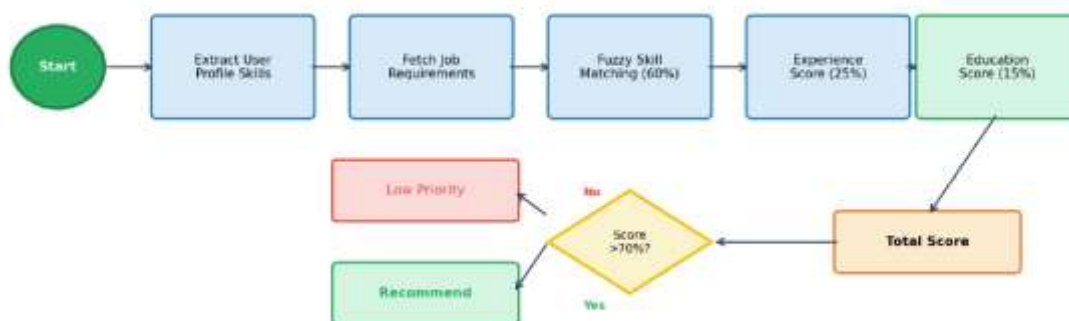 Start
Extract User
Profile Skills
Fetch Job
Requirements
Fuzzy Skill
Matching (60%)
Experience
Score (25%)
Education
Score (15%)
Low Priority
No
Score
>70%?
Total Score
Recommend
Yes